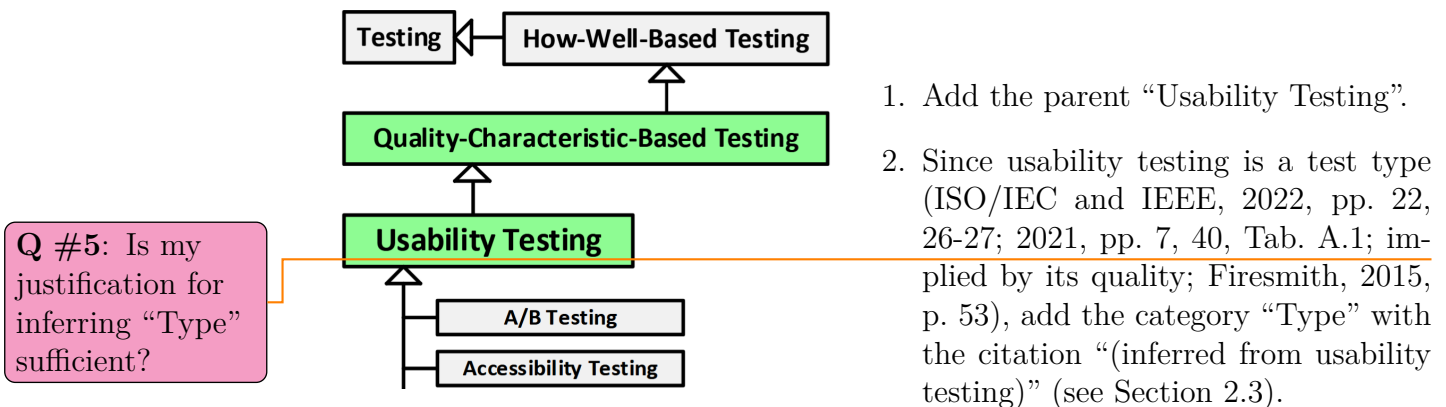 Testing
How-Well-Based Testing
Quality-Characteristic-Based Testing
Usability Testing
A/B Testing
Accessibility Testing
Q #5: Is my
justification for
inferring “Type”
sufficient?
1. Add the parent “Usability Testing”.
2. Since usability testing is a test type
(ISO/IEC and IEEE, 2022, pp. 22,
26-27; 2021, pp. 7, 40, Tab. A.1; im-
plied by its quality; Firesmith, 2015,
p. 53), add the category “Type” with
the citation “(inferred from usability
testing)” (see Section 2.3).